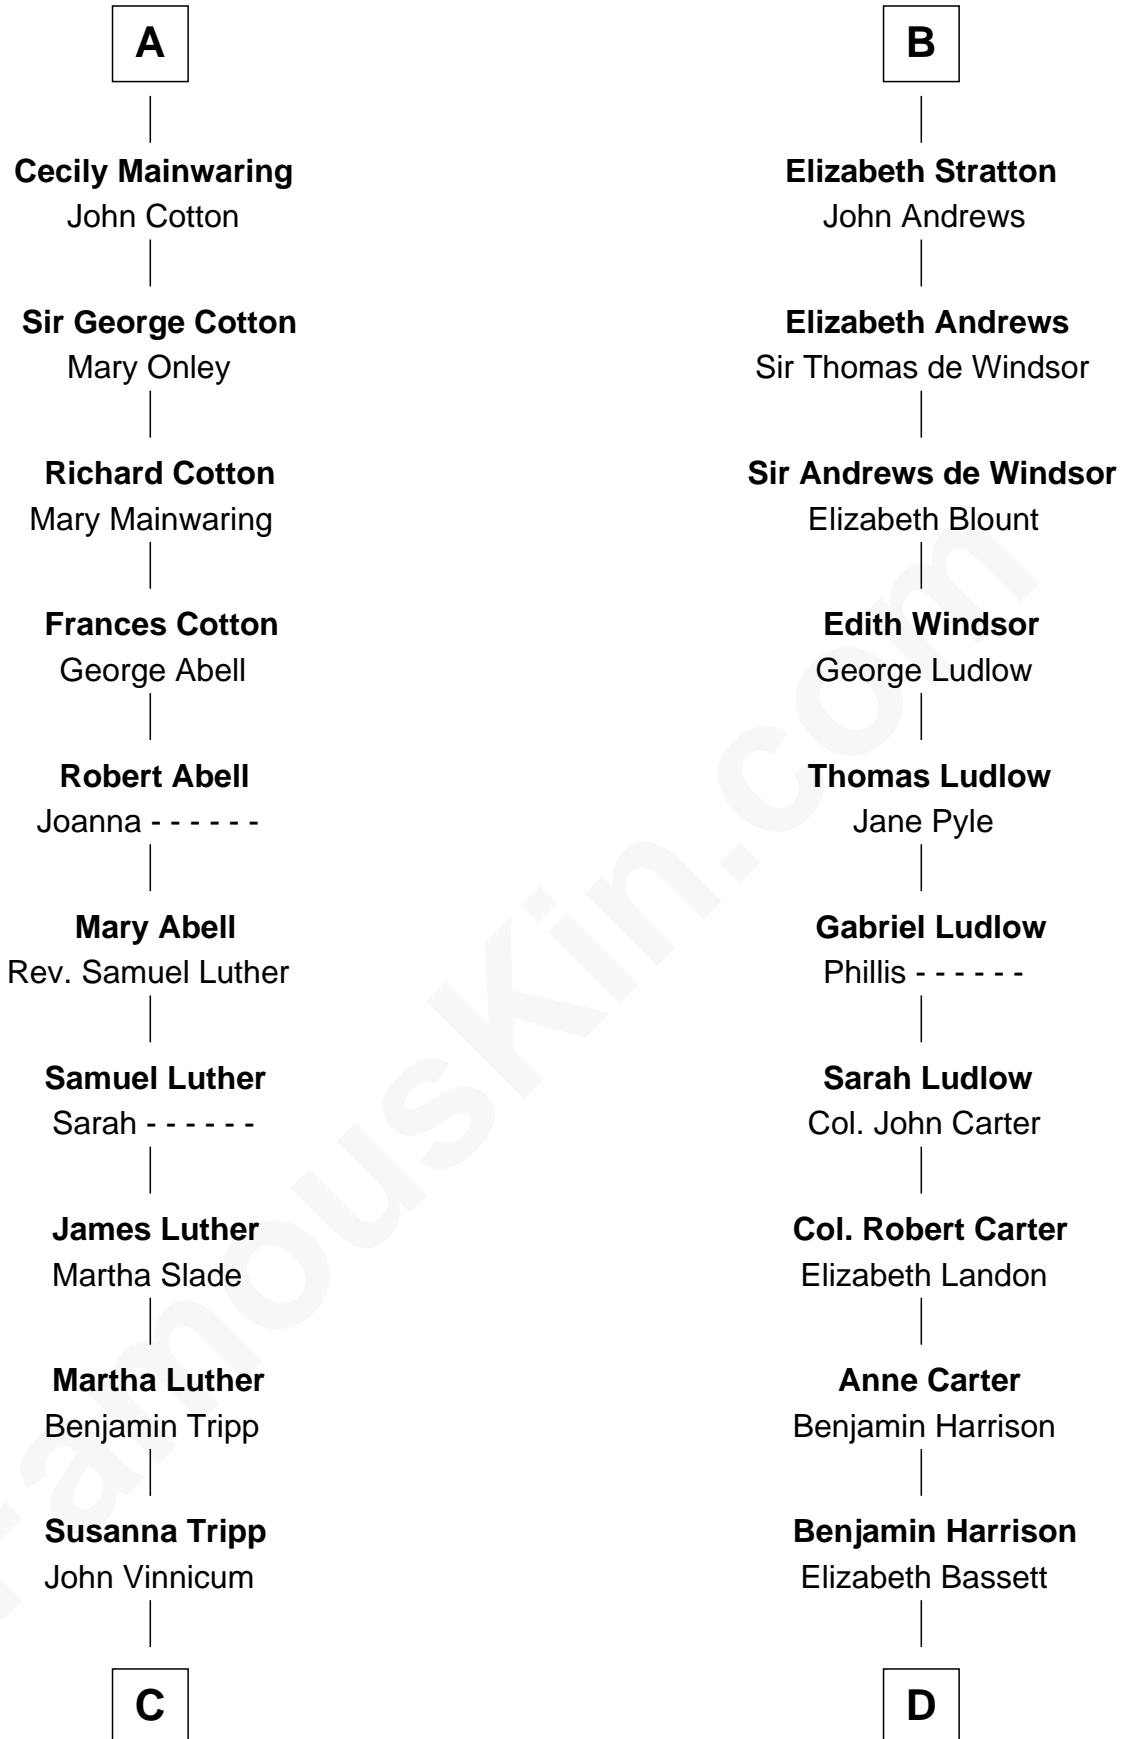 A
Cecily Mainwaring
John Cotton
Sir George Cotton
Mary Onley
Richard Cotton
Mary Mainwaring
Frances Cotton
George Abell
Robert Abell
Joanna - - - - - -
Mary Abell
Rev. Samuel Luther
Samuel Luther
Sarah - - - - - -
James Luther
Martha Slade
Martha Luther
Benjamin Tripp
Susanna Tripp
John Vinnicum
C
B
Elizabeth Stratton
John Andrews
Elizabeth Andrews
Sir Thomas de Windsor
Sir Andrews de Windsor
Elizabeth Blount
Edith Windsor
George Ludlow
Thomas Ludlow
Jane Pyle
Gabriel Ludlow
Phillis - - - - - -
Sarah Ludlow
Col. John Carter
Col. Robert Carter
Elizabeth Landon
Anne Carter
Benjamin Harrison
Benjamin Harrison
Elizabeth Bassett
D
FamousKin.com